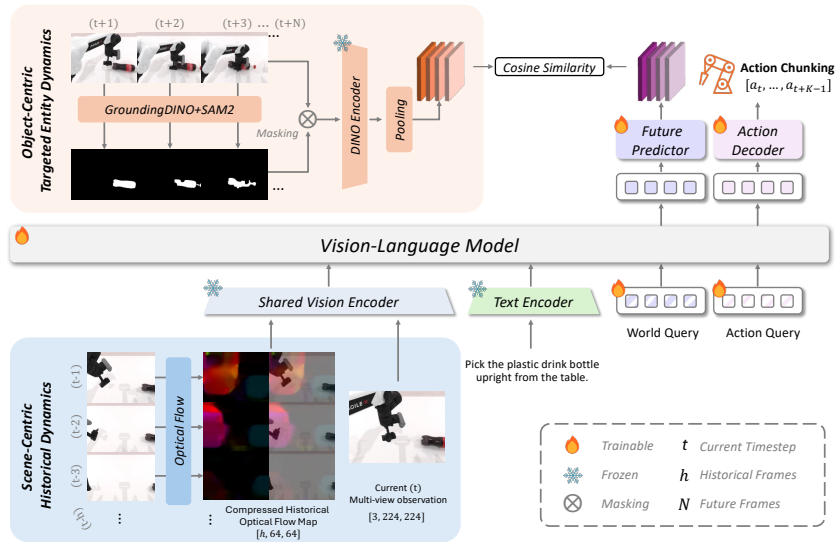 Object-Centric
Targeted Entity Dynamics
(t+1)
(t+2)
(t+3) ... (t+N)
...
GroundingDINO+SAM2
Masking
...
DINO Encoder
Pooling
Cosine Similarity
Action Chunking
[a_t, ..., a_{t+K-1}]
Future
Predictor
Action
Decoder
Vision-Language Model
Shared Vision Encoder
Text Encoder
World Query
Action Query
Pick the plastic drink bottle
upright from the table.
Scene-Centric
Historical Dynamics
(t-1)
(t-2)
(t-3)
(t-h)
...
Optical Flow
...
Compressed Historical
Optical Flow Map
[h, 64, 64]
Current (t)
Multi-view observation
[3, 224, 224]
Trainable
t Current Timestep
Frozen
h Historical Frames
Masking
N Future Frames